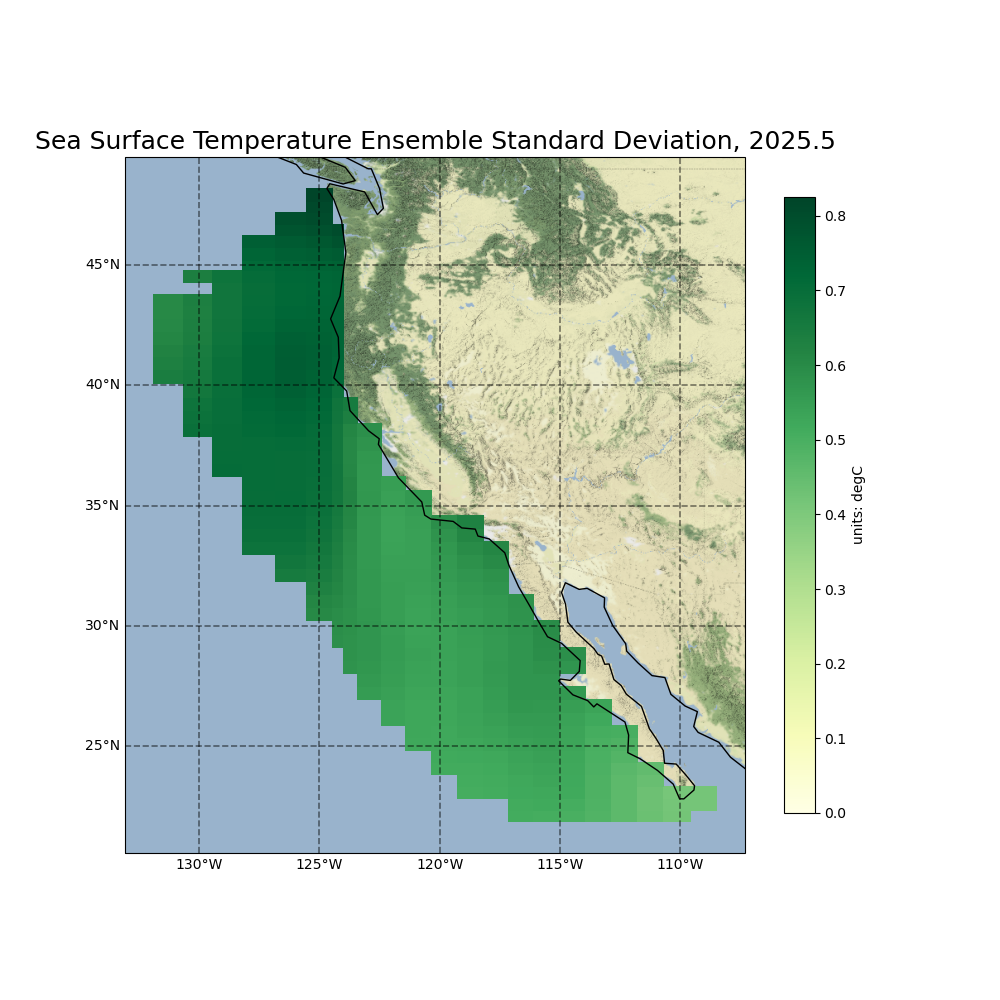 Sea Surface Temperature Ensemble Standard Deviation, 2025.5
45°N
40°N
35°N
30°N
25°N
130°W
125°W
120°W
115°W
110°W
0.8
0.7
0.6
0.5
0.4
0.3
0.2
0.1
0.0
units: degC